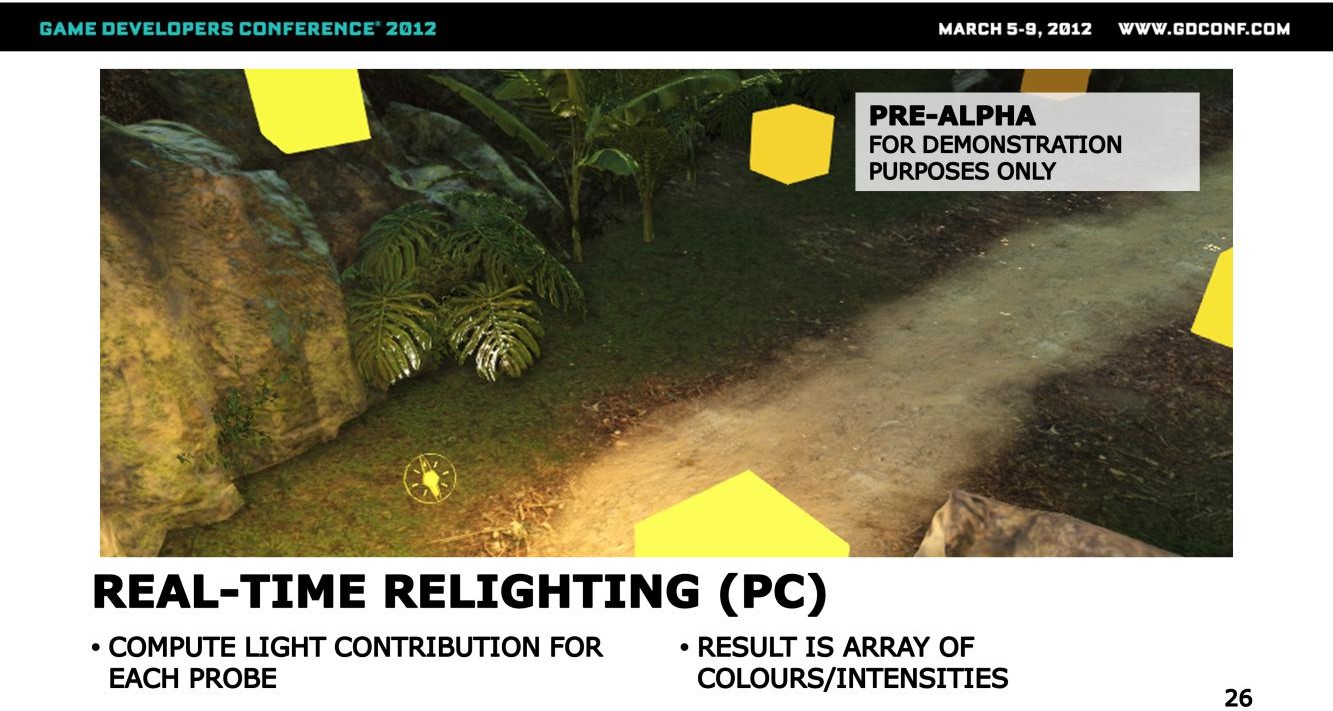 GAME DEVELOPERS CONFERENCE® 2012
MARCH 5-9, 2012 WWW.GDCONF.COM
PRE-ALPHA
FOR DEMONSTRATION
PURPOSES ONLY
REAL-TIME RELIGHTING (PC)
• COMPUTE LIGHT CONTRIBUTION FOR
EACH PROBE
• RESULT IS ARRAY OF
COLOURS/INTENSITIES
26